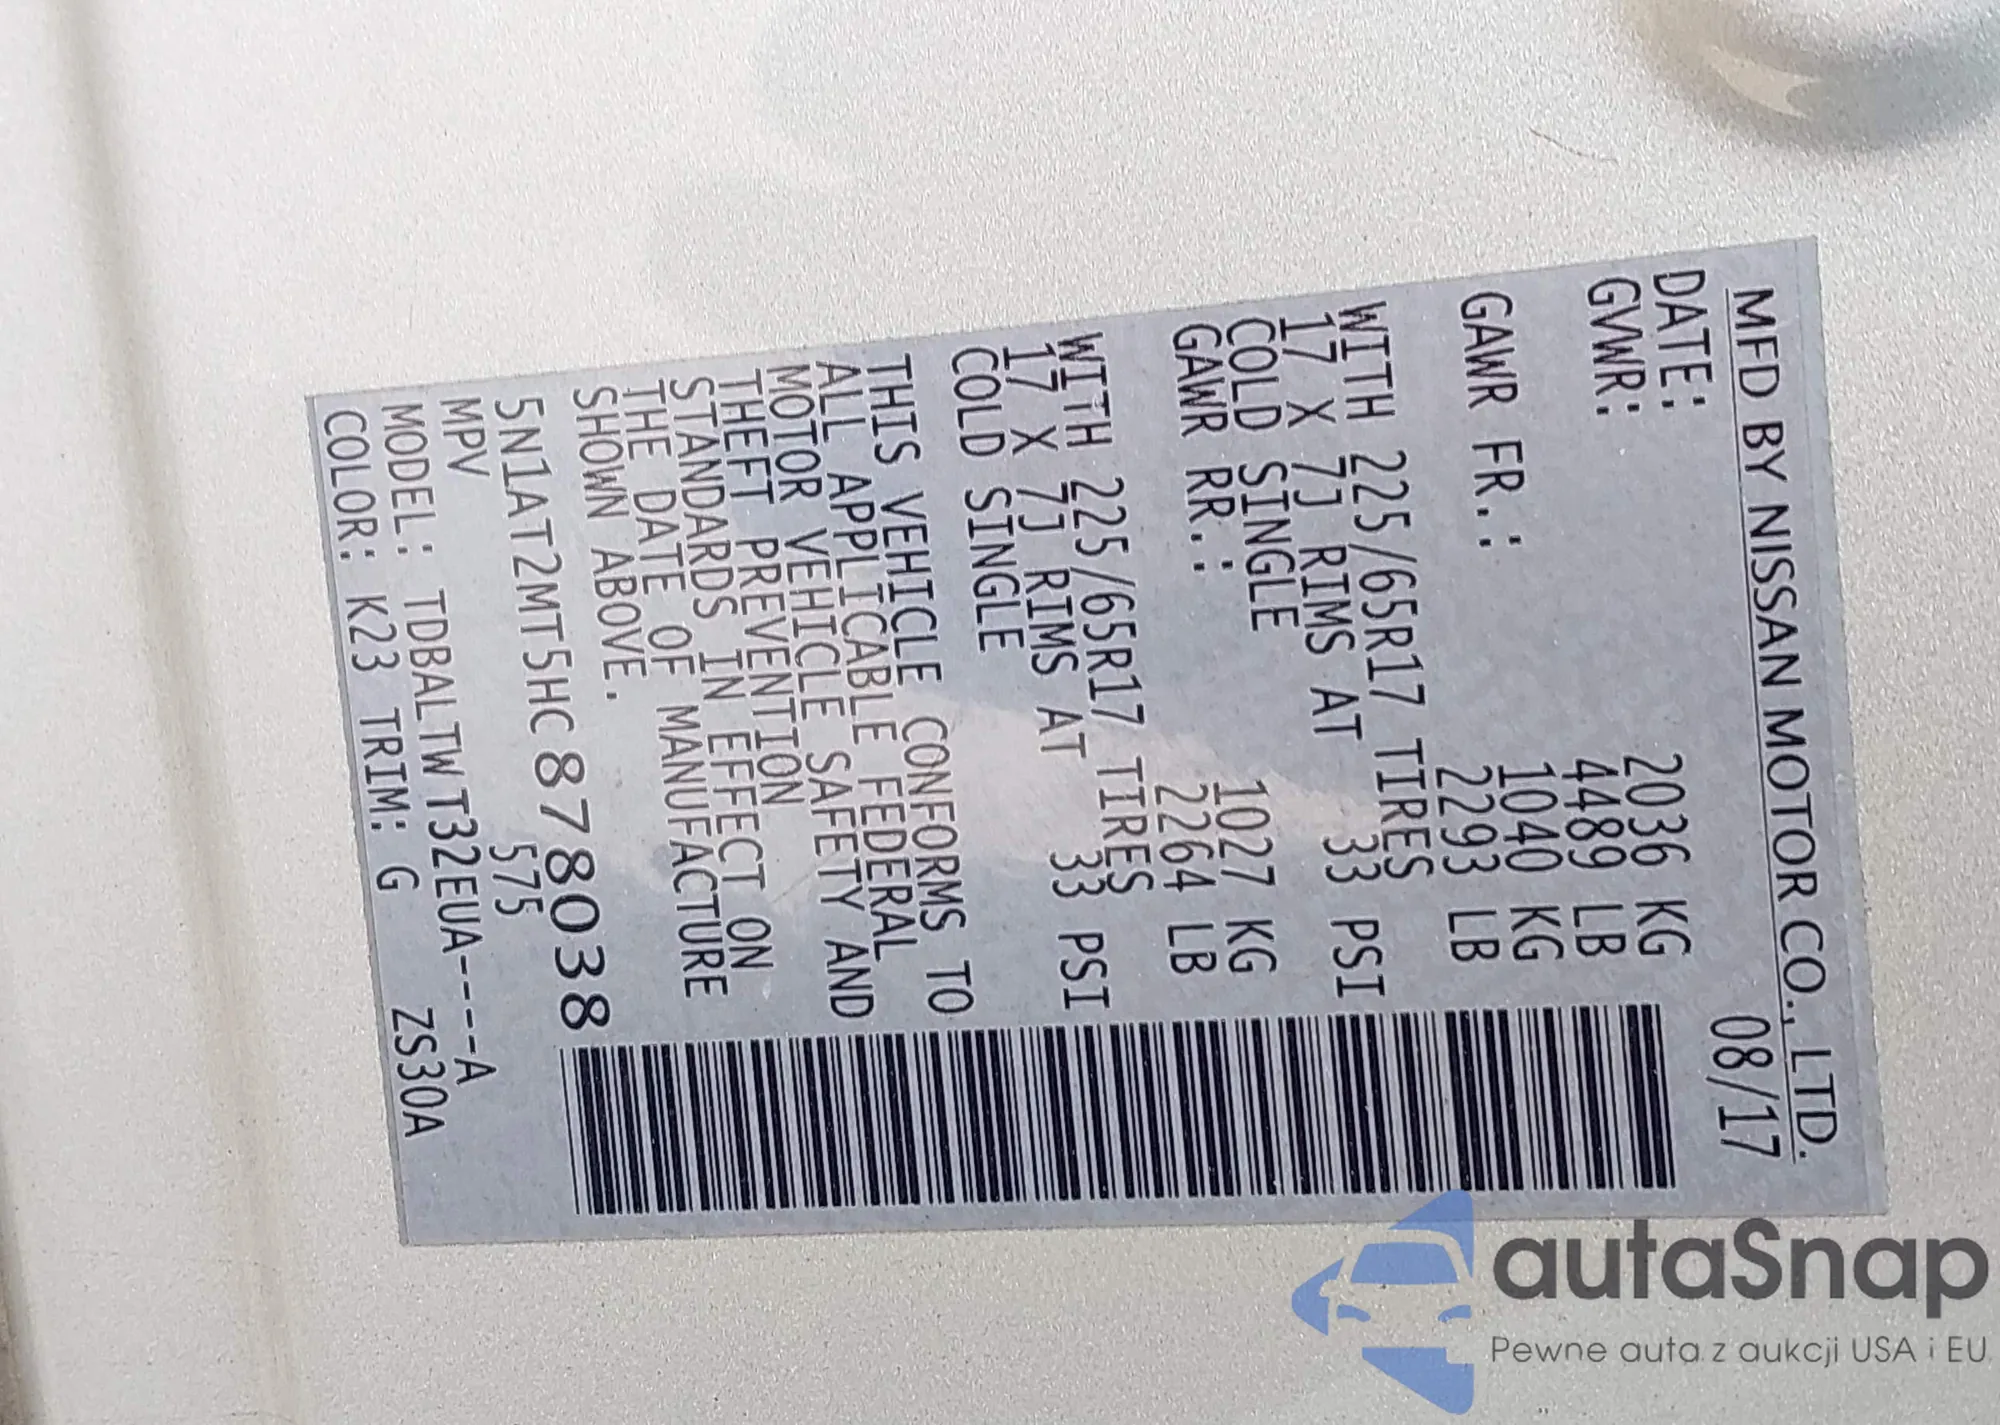 MFD BY NISSAN MOTOR CO., LTD.
DATE: 08/17
GVWR: 2036 KG
4489 LB
GAWR FR.: 1040 KG
2293 LB
WITH 225/65R17 TIRES
17 X 7J RIMS AT 33 PSI
COLD SINGLE
GAWR RR.: 1027 KG
2264 LB
WITH 225/65R17 TIRES
17 X 7J RIMS AT 33 PSI
COLD SINGLE
THIS VEHICLE CONFORMS TO
ALL APPLICABLE FEDERAL
MOTOR VEHICLE SAFETY AND
THEFT PREVENTION
STANDARDS IN EFFECT ON
THE DATE OF MANUFACTURE
SHOWN ABOVE.
5N1AT2MT5HC878038
MPV 575
MODEL: TDBALTWT32EUA----A
COLOR: K23 TRIM: G ZS30A
autaSnap
Pewne auta z aukcji USA i EU